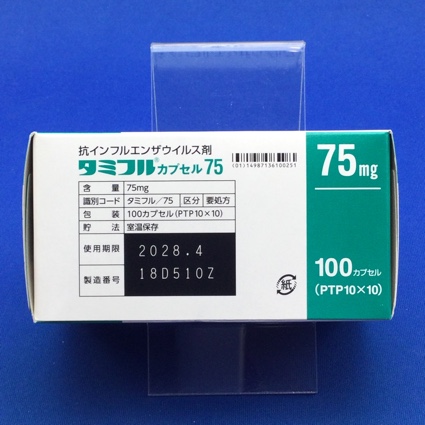 抗インフルエンザウイルス剤
タミフル®カプセル75
(01)14987136100251
含 量 75mg
識別コード タミフル/75 区分 要処方
包 装 100カプセル(PTP10×10)
貯 法 室温保存
使用期限 2028.4
製造番号 18D510Z
紙
75mg
100カプセル
(PTP10×10)